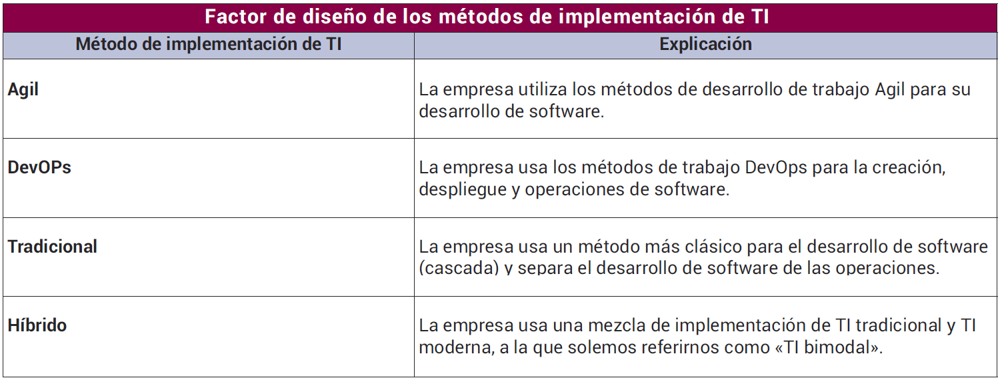 Factor de diseño de los métodos de implementación de TI
Método de implementación de TI
Explicación
Agil
La empresa utiliza los métodos de desarrollo de trabajo Agil para su
desarrollo de software.
DevOPs
La empresa usa los métodos de trabajo DevOps para la creación,
despliegue y operaciones de software.
Tradicional
La empresa usa un método más clásico para el desarrollo de software
(cascada) y separa el desarrollo de software de las operaciones.
Híbrido
La empresa usa una mezcla de implementación de TI tradicional y TI
moderna, a la que solemos referirnos como «TI bimodal».